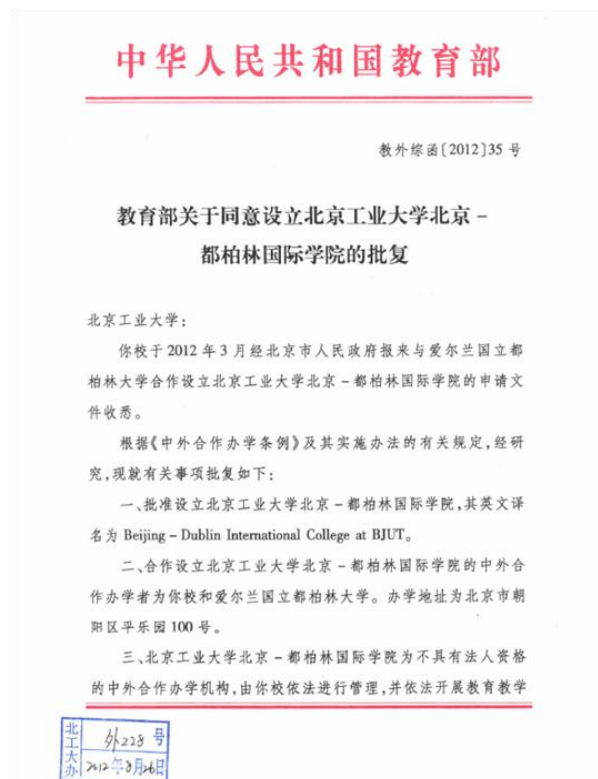 中华人民共和国教育部
教外综函〔2012〕35 号
教育部关于同意设立北京工业大学北京－
都柏林国际学院的批复
北京工业大学：
你校于 2012 年 3 月经北京市人民政府报来与爱尔兰国立都
柏林大学合作设立北京工业大学北京－都柏林国际学院的申请文
件收悉。
根据《中外合作办学条例》及其实施办法的有关规定，经研
究，现就有关事项批复如下：
一、批准设立北京工业大学北京－都柏林国际学院，其英文译
名为 Beijing－Dublin International College at BJUT。
二、合作设立北京工业大学北京－都柏林国际学院的中外合
作办学者为你校和爱尔兰国立都柏林大学。办学地址为北京市朝
阳区平乐园 100 号。
三、北京工业大学北京－都柏林国际学院为不具有法人资格
的中外合作办学机构，由你校依法进行管理，并依法开展教育教学
北工大办
外228 号
2012年8月26日